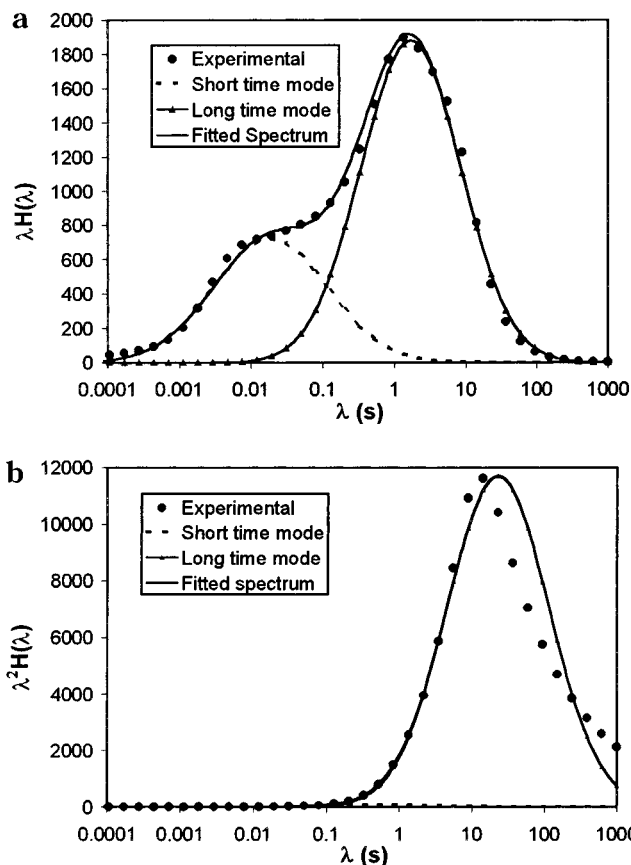 a
2000
1800
1600
1400
1200
1000
800
600
400
200
0
λH(λ)
Experimental
Short time mode
Long time mode
Fitted Spectrum
0.0001 0.001 0.01 0.1 1 10 100 1000
λ (s)
b
12000
10000
8000
6000
4000
2000
0
λ²H(λ)
Experimental
Short time mode
Long time mode
Fitted spectrum
0.0001 0.001 0.01 0.1 1 10 100 1000
λ (s)